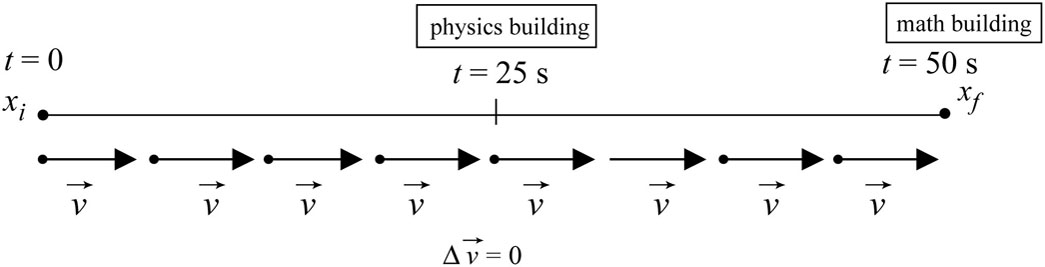 physics building
math building
t = 0
t = 25 s
t = 50 s
x_i
x_f
v⃗ v⃗ v⃗ v⃗ v⃗ v⃗ v⃗ v⃗
Δv⃗ = 0